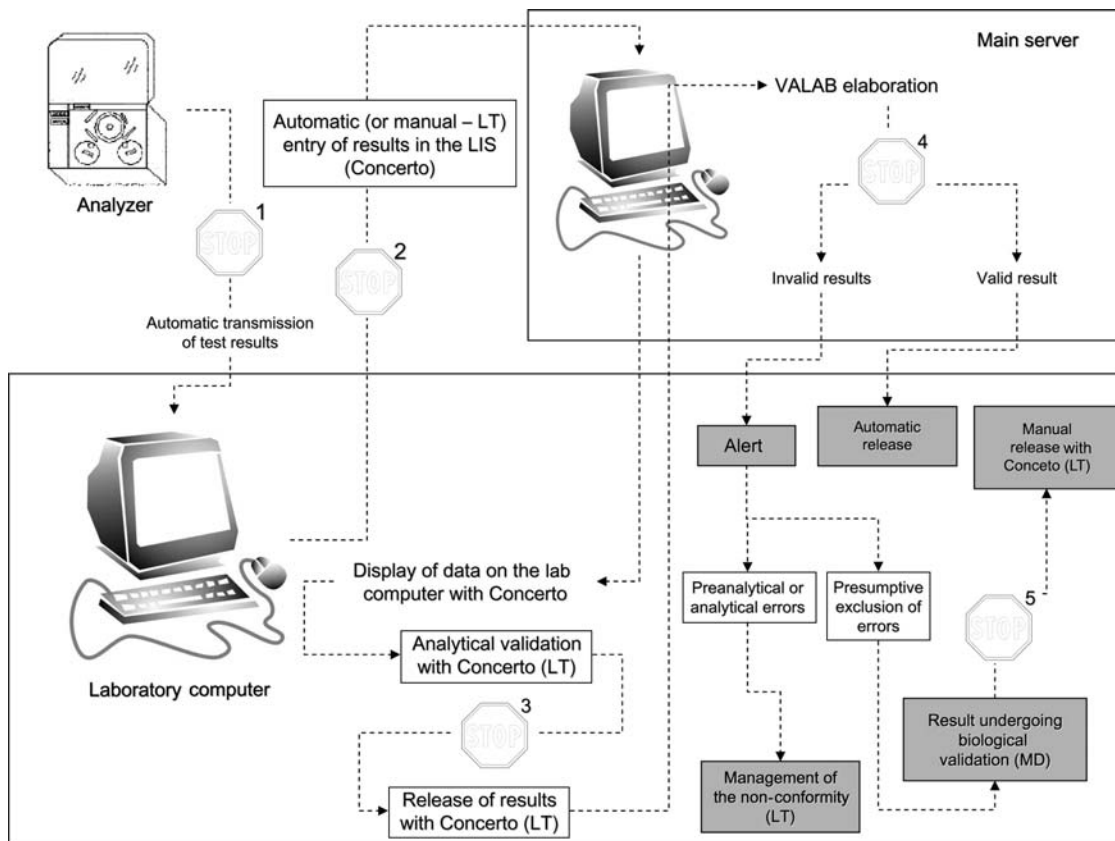 Main server
VALAB elaboration
STOP
4
Invalid results
Valid result
Automatic (or manual – LT)
entry of results in the LIS
(Concerto)
Analyzer
STOP
1
STOP
2
Automatic transmission
of test results
Laboratory computer
Display of data on the lab
computer with Concerto
Analytical validation
with Concerto (LT)
STOP
3
Release of results
with Concerto (LT)
Alert
Automatic
release
Manual
release with
Conceto (LT)
Preanalytical or
analytical errors
Presumptive
exclusion of
errors
STOP
5
Result undergoing
biological
validation (MD)
Management of
the non-conformity
(LT)